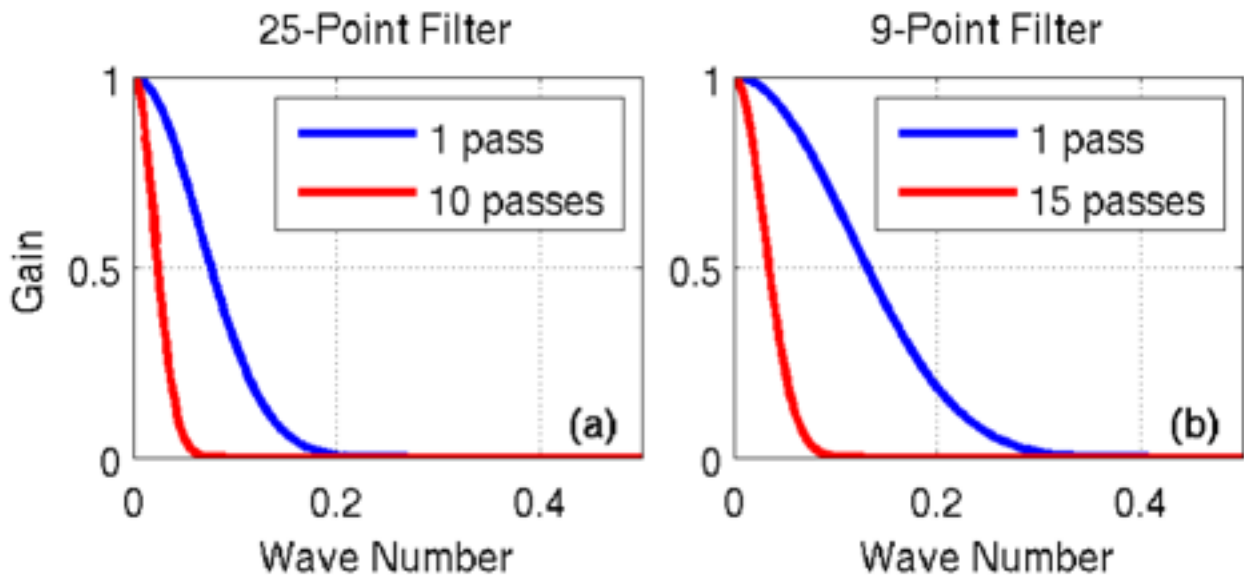 25-Point Filter
1
0.5
0
Gain
1 pass
10 passes
(a)
0
0.2
0.4
Wave Number
9-Point Filter
1
0.5
0
1 pass
15 passes
(b)
0
0.2
0.4
Wave Number